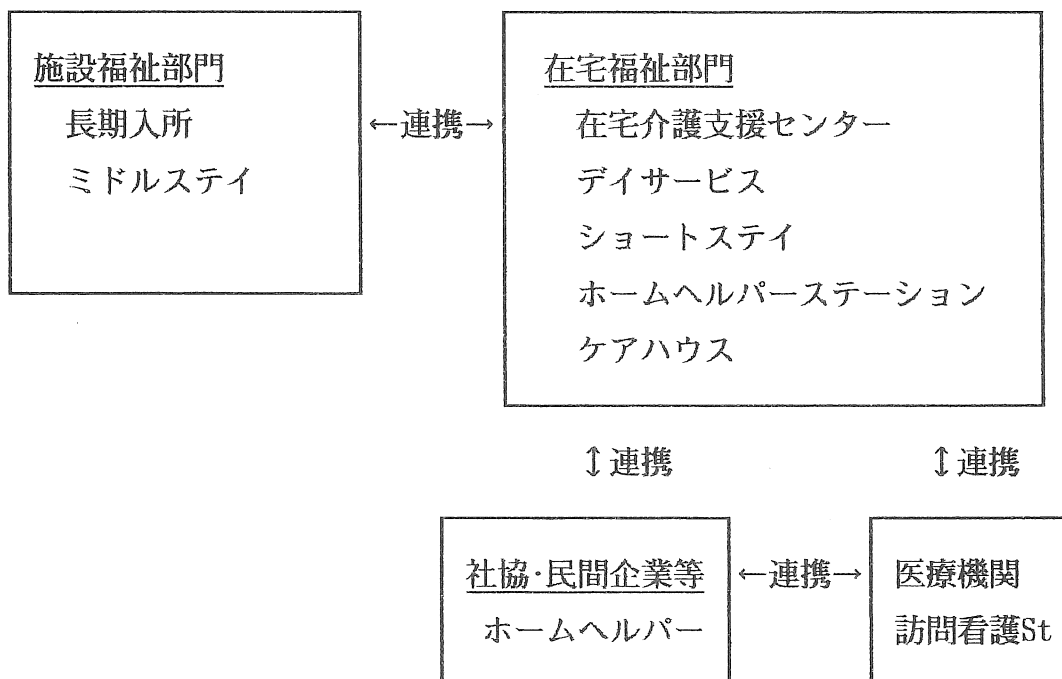 施設福祉部門
長期入所
ミドルステイ
←連携→
在宅福祉部門
在宅介護支援センター
デイサービス
ショートステイ
ホームヘルパーステーション
ケアハウス
↕連携
↕連携
社協・民間企業等
ホームヘルパー
←連携→
医療機関
訪問看護St